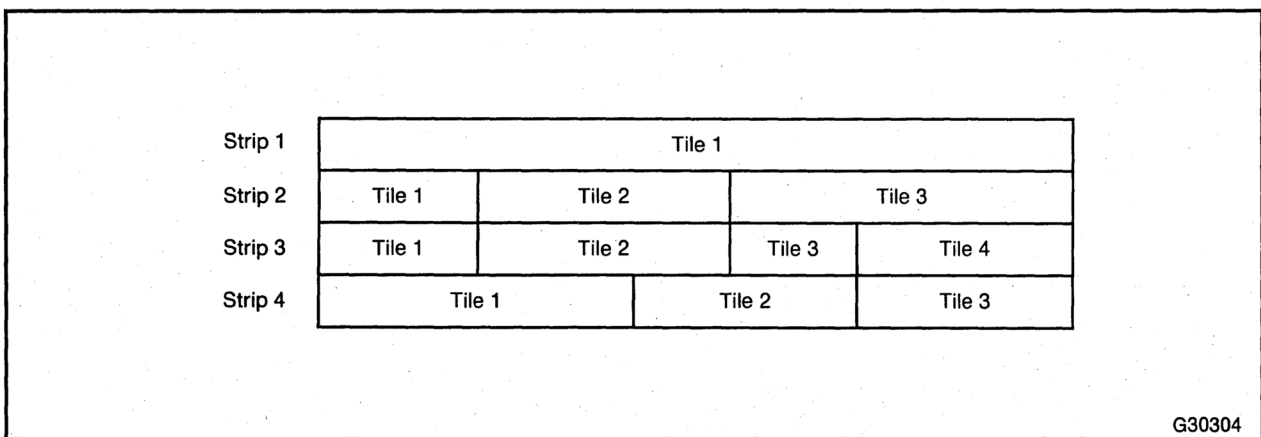 Strip 1 Tile 1
Strip 2 Tile 1 Tile 2 Tile 3
Strip 3 Tile 1 Tile 2 Tile 3 Tile 4
Strip 4 Tile 1 Tile 2 Tile 3
G30304